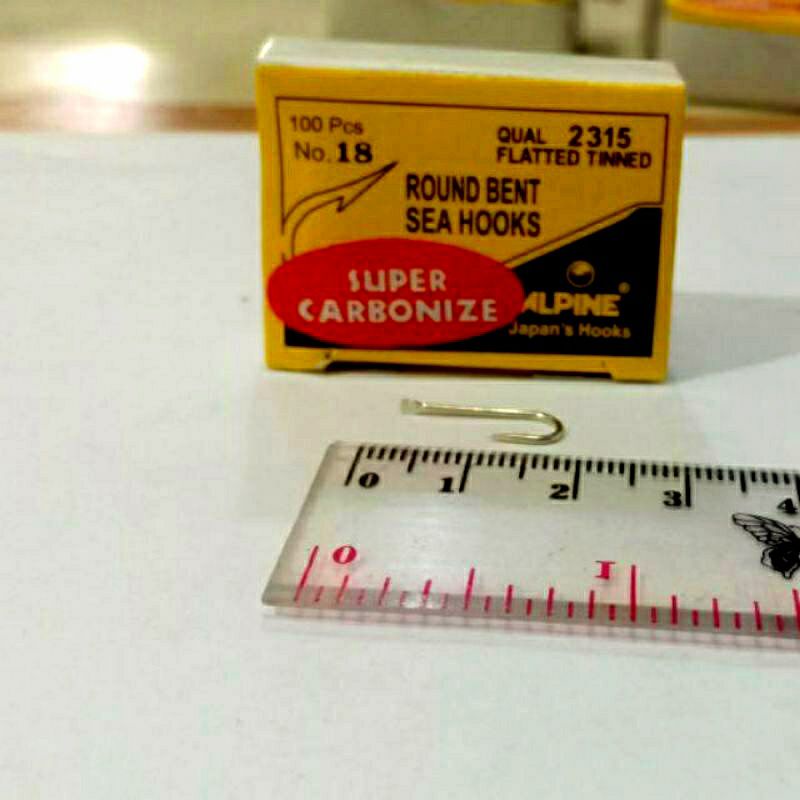 100 Pcs
No. 18
QUAL 2315
FLATTED TINNED
ROUND BENT
SEA HOOKS
SUPER
CARBONIZE
ALPINE®
Japan's Hooks
0 1 2 3 4
0 1